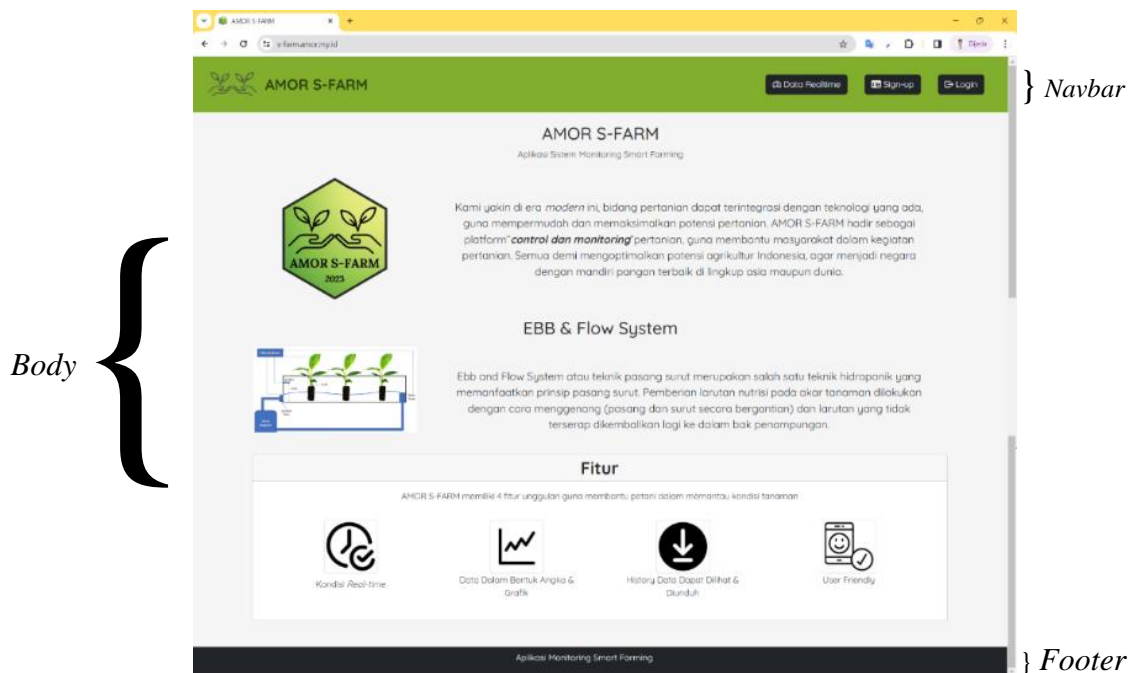 AMOR S-FARM
s-farm.amor.my.id
AMOR S-FARM
Data Realtime
Sign-up
Login
Navbar
AMOR S-FARM
Aplikasi Sistem Monitoring Smart Farming
AMOR S-FARM
2023
Kami yakin di era modern ini, bidang pertanian dapat terintegrasi dengan teknologi yang ada,
guna mempermudah dan memaksimalkan potensi pertanian. AMOR S-FARM hadir sebagai
platform"control dan monitoring"pertanian, guna membantu masyarakat dalam kegiatan
pertanian. Semua demi mengoptimalkan potensi agrikultur Indonesia, agar menjadi negara
dengan mandiri pangan terbaik di lingkup asia maupun dunia.
Body
EBB & Flow System
Ebb and Flow System atau teknik pasang surut merupakan salah satu teknik hidroponik yang
memanfaatkan prinsip pasang surut. Pemberian larutan nutrisi pada akar tanaman dilakukan
dengan cara menggenang (pasang dan surut secara bergantian) dan larutan yang tidak
terserap dikembalikan lagi ke dalam bak penampungan.
Fitur
AMOR S-FARM memiliki 4 fitur unggulan guna membantu petani dalam memantau kondisi tanaman
Kondisi Real-time
Data Dalam Bentuk Angka &
Grafik
History Data Dapat Dilihat &
Diunduh
User Friendly
Aplikasi Monitoring Smart Farming
Footer